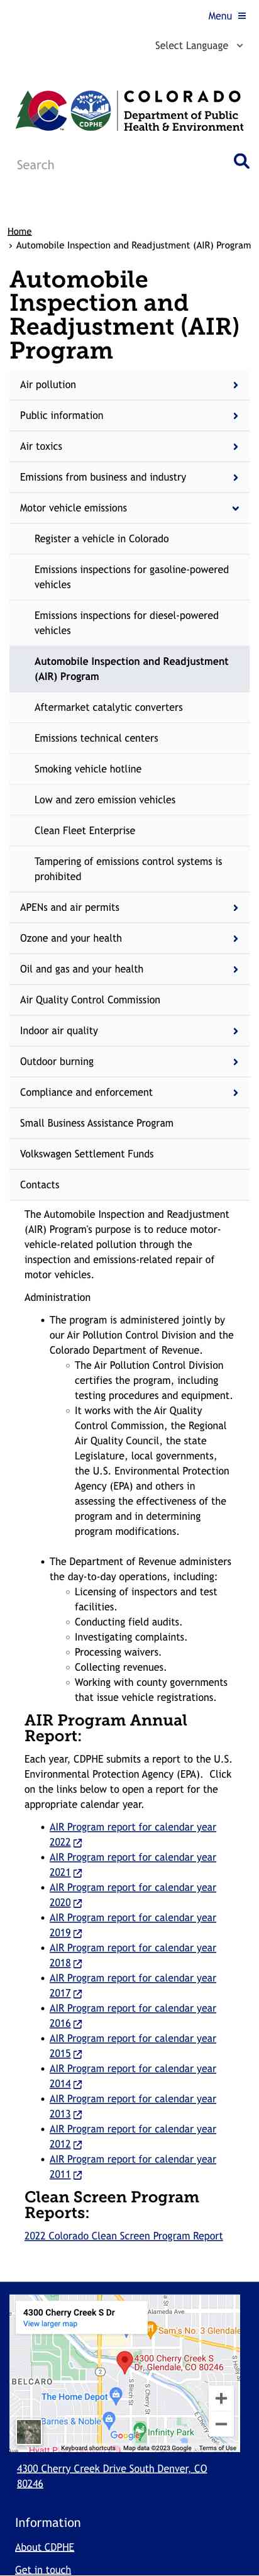 Menu
Select Language
COLORADO
Department of Public
Health & Environment
CDPHE
Search
Home
Automobile Inspection and Readjustment (AIR) Program
Automobile
Inspection and
Readjustment (AIR)
Program
Air pollution
Public information
Air toxics
Emissions from business and industry
Motor vehicle emissions
Register a vehicle in Colorado
Emissions inspections for gasoline-powered
vehicles
Emissions inspections for diesel-powered
vehicles
Automobile Inspection and Readjustment
(AIR) Program
Aftermarket catalytic converters
Emissions technical centers
Smoking vehicle hotline
Low and zero emission vehicles
Clean Fleet Enterprise
Tampering of emissions control systems is
prohibited
APENs and air permits
Ozone and your health
Oil and gas and your health
Air Quality Control Commission
Indoor air quality
Outdoor burning
Compliance and enforcement
Small Business Assistance Program
Volkswagen Settlement Funds
Contacts
The Automobile Inspection and Readjustment
(AIR) Program's purpose is to reduce motor-
vehicle-related pollution through the
inspection and emissions-related repair of
motor vehicles.
Administration
• The program is administered jointly by
our Air Pollution Control Division and the
Colorado Department of Revenue.
◦ The Air Pollution Control Division
certifies the program, including
testing procedures and equipment.
◦ It works with the Air Quality
Control Commission, the Regional
Air Quality Council, the state
Legislature, local governments,
the U.S. Environmental Protection
Agency (EPA) and others in
assessing the effectiveness of the
program and in determining
program modifications.
• The Department of Revenue administers
the day-to-day operations, including:
◦ Licensing of inspectors and test
facilities.
◦ Conducting field audits.
◦ Investigating complaints.
◦ Processing waivers.
◦ Collecting revenues.
◦ Working with county governments
that issue vehicle registrations.
AIR Program Annual
Report:
Each year, CDPHE submits a report to the U.S.
Environmental Protection Agency (EPA). Click
on the links below to open a report for the
appropriate calendar year.
• AIR Program report for calendar year
2022
• AIR Program report for calendar year
2021
• AIR Program report for calendar year
2020
• AIR Program report for calendar year
2019
• AIR Program report for calendar year
2018
• AIR Program report for calendar year
2017
• AIR Program report for calendar year
2016
• AIR Program report for calendar year
2015
• AIR Program report for calendar year
2014
• AIR Program report for calendar year
2013
• AIR Program report for calendar year
2012
• AIR Program report for calendar year
2011
Clean Screen Program
Reports:
2022 Colorado Clean Screen Program Report
4300 Cherry Creek S Dr
View larger map
Alameda Ave
4300 Cherry Creek S
Dr, Glendale, CO 80246
BELCARO
The Home Depot
Barnes & Noble
Google
Infinity Park
Hyatt P
Keyboard shortcuts
Map data ©2023 Google
Terms of Use
4300 Cherry Creek Drive South Denver, CO
80246
Information
About CDPHE
Get in touch